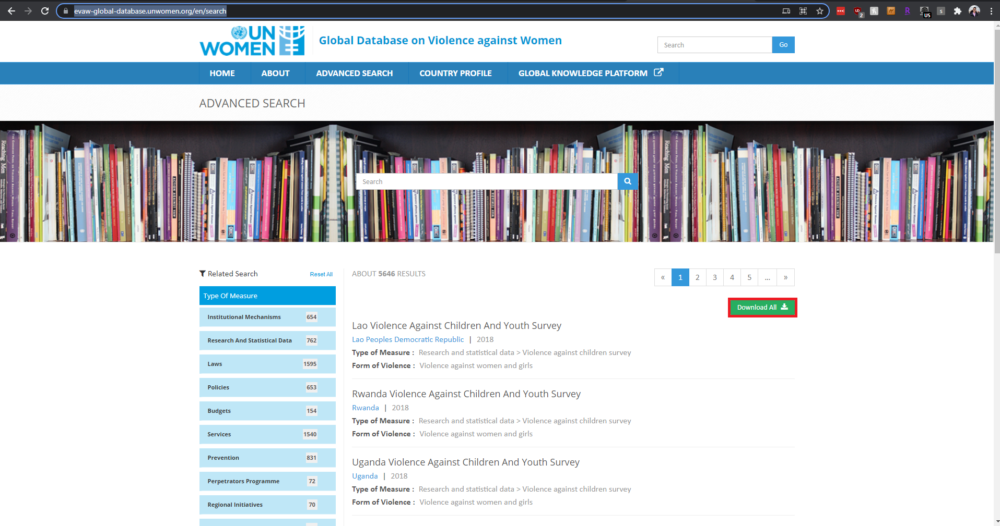 evaw-global-database.unwomen.org/en/search
2
US
UN
WOMEN
Global Database on Violence against Women
Search
Go
HOME
ABOUT
ADVANCED SEARCH
COUNTRY PROFILE
GLOBAL KNOWLEDGE PLATFORM
ADVANCED SEARCH
Reaching Men
Search
Related Search
Reset All
ABOUT 5646 RESULTS
« 1 2 3 4 5 ... »
Type Of Measure
Download All
Institutional Mechanisms 654
Research And Statistical Data 762
Laws 1595
Policies 653
Budgets 154
Services 1540
Prevention 831
Perpetrators Programme 72
Regional Initiatives 70
Lao Violence Against Children And Youth Survey
Lao Peoples Democratic Republic | 2018
Type of Measure : Research and statistical data > Violence against children survey
Form of Violence : Violence against women and girls
Rwanda Violence Against Children And Youth Survey
Rwanda | 2018
Type of Measure : Research and statistical data > Violence against children survey
Form of Violence : Violence against women and girls
Uganda Violence Against Children And Youth Survey
Uganda | 2018
Type of Measure : Research and statistical data > Violence against children survey
Form of Violence : Violence against women and girls